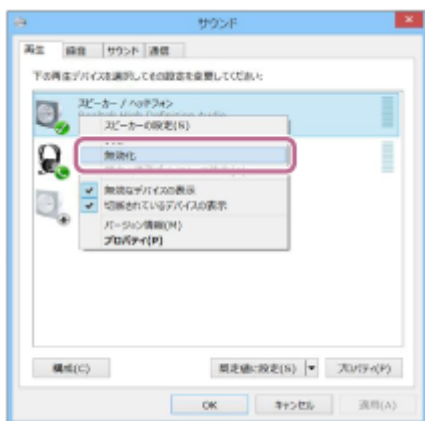 サウンド
再生 録音 サウンド 通信
下の再生デバイスを選択してその設定を変更してください:
スピーカー / ヘッドフォン
Realtek High Definition Audio
スピーカーの設定(S)
無効化
無効なデバイスの表示
切断されているデバイスの表示
バージョン情報(M)
プロパティ(P)
構成(C) 既定値に設定(S) プロパティ(P)
OK キャンセル 適用(A)